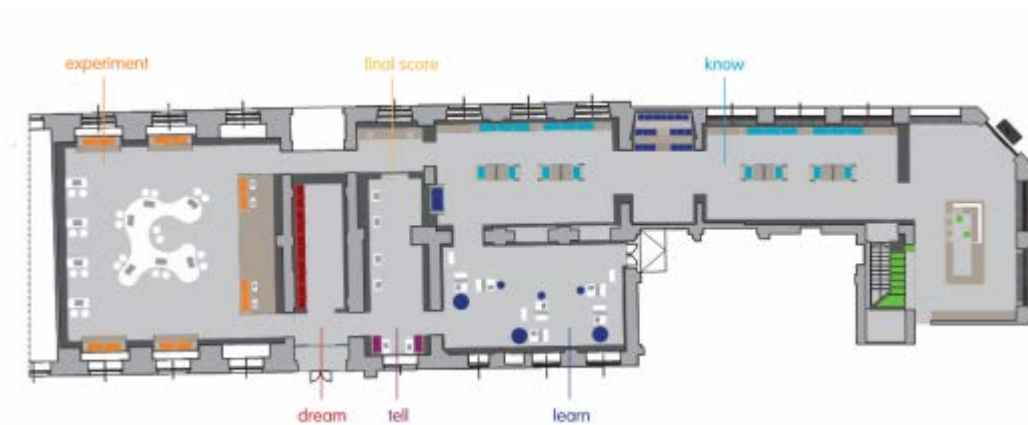 experiment
final score
know
dream
tell
learn